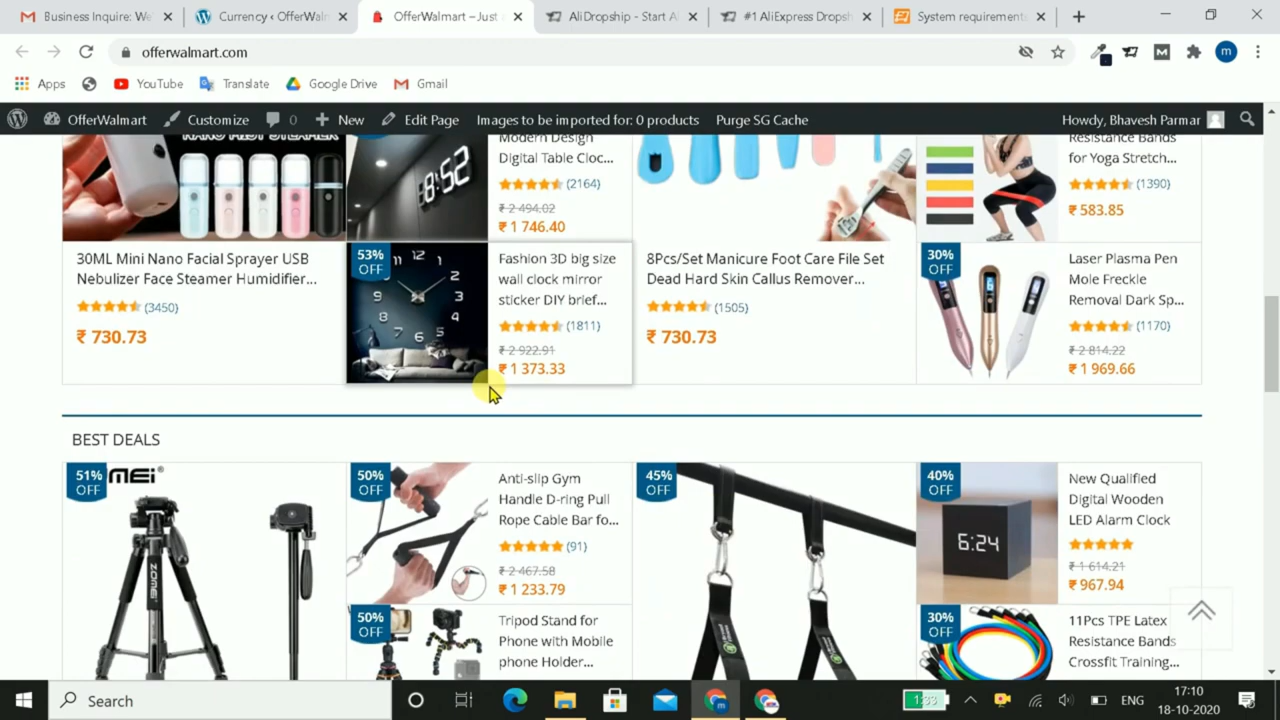 Business Inquire: We
Currency ‹ OfferWaln
OfferWalmart – Just
AliDropship - Start A
#1 AliExpress Dropsh
System requirements
offerwalmart.com
m
Apps
YouTube
Translate
Google Drive
Gmail
OfferWalmart
Customize
0
New
Edit Page
Images to be imported for: 0 products
Purge SG Cache
Howdy, Bhavesh Parmar
30ML Mini Nano Facial Sprayer USB
Nebulizer Face Steamer Humidifier...
(3450)
₹ 730.73
8:52
Modern Design
Digital Table Cloc...
(2164)
₹ 2 494.02
₹ 1 746.40
53%
OFF
Fashion 3D big size
wall clock mirror
sticker DIY brief...
(1811)
₹ 2 922.91
₹ 1 373.33
8Pcs/Set Manicure Foot Care File Set
Dead Hard Skin Callus Remover...
(1505)
₹ 730.73
Resistance Bands
for Yoga Stretch...
(1390)
₹ 583.85
30%
OFF
Laser Plasma Pen
Mole Freckle
Removal Dark Sp...
(1170)
₹ 2 814.22
₹ 1 969.66
BEST DEALS
51%
OFF
ZOMEI
50%
OFF
Anti-slip Gym
Handle D-ring Pull
Rope Cable Bar fo...
(91)
₹ 2 467.58
₹ 1 233.79
50%
OFF
Tripod Stand for
Phone with Mobile
phone Holder...
45%
OFF
40%
OFF
6:24
New Qualified
Digital Wooden
LED Alarm Clock
₹ 1 614.21
₹ 967.94
30%
OFF
11Pcs TPE Latex
Resistance Bands
Crossfit Training...
Search
1:33
ENG
17:10
18-10-2020